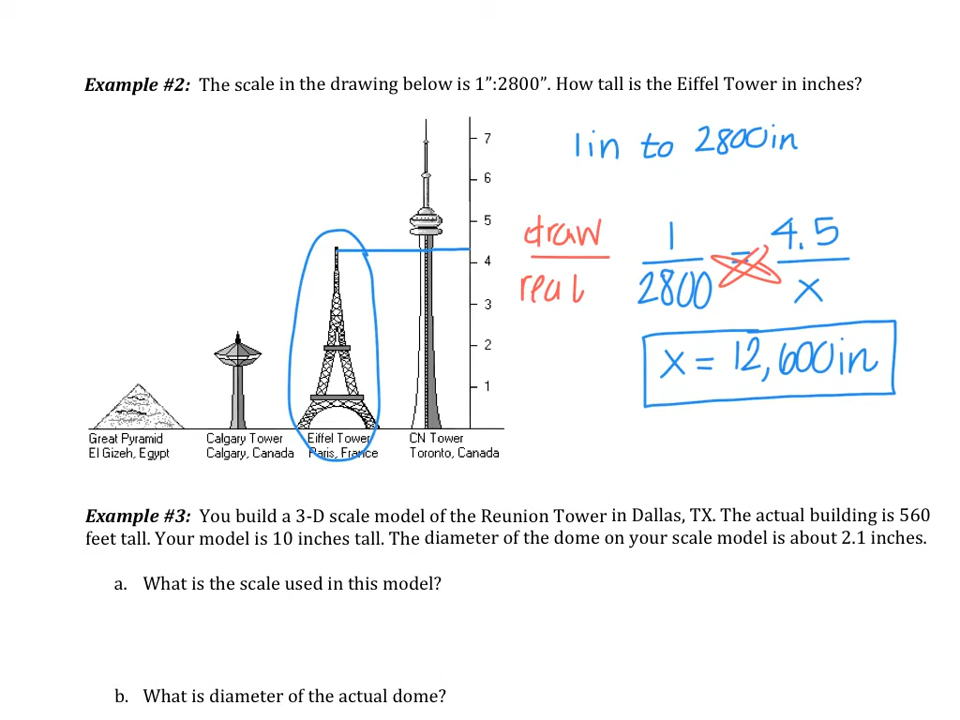 Example #2: The scale in the drawing below is 1”:2800”. How tall is the Eiffel Tower in inches?
1in to 2800in
7
6
5
4
3
2
1
draw
real
1
2800
=
4.5
x
x = 12,600in
Great Pyramid
El Gizeh, Egypt
Calgary Tower
Calgary, Canada
Eiffel Tower
Paris, France
CN Tower
Toronto, Canada
Example #3: You build a 3-D scale model of the Reunion Tower in Dallas, TX. The actual building is 560
feet tall. Your model is 10 inches tall. The diameter of the dome on your scale model is about 2.1 inches.
a. What is the scale used in this model?
b. What is diameter of the actual dome?